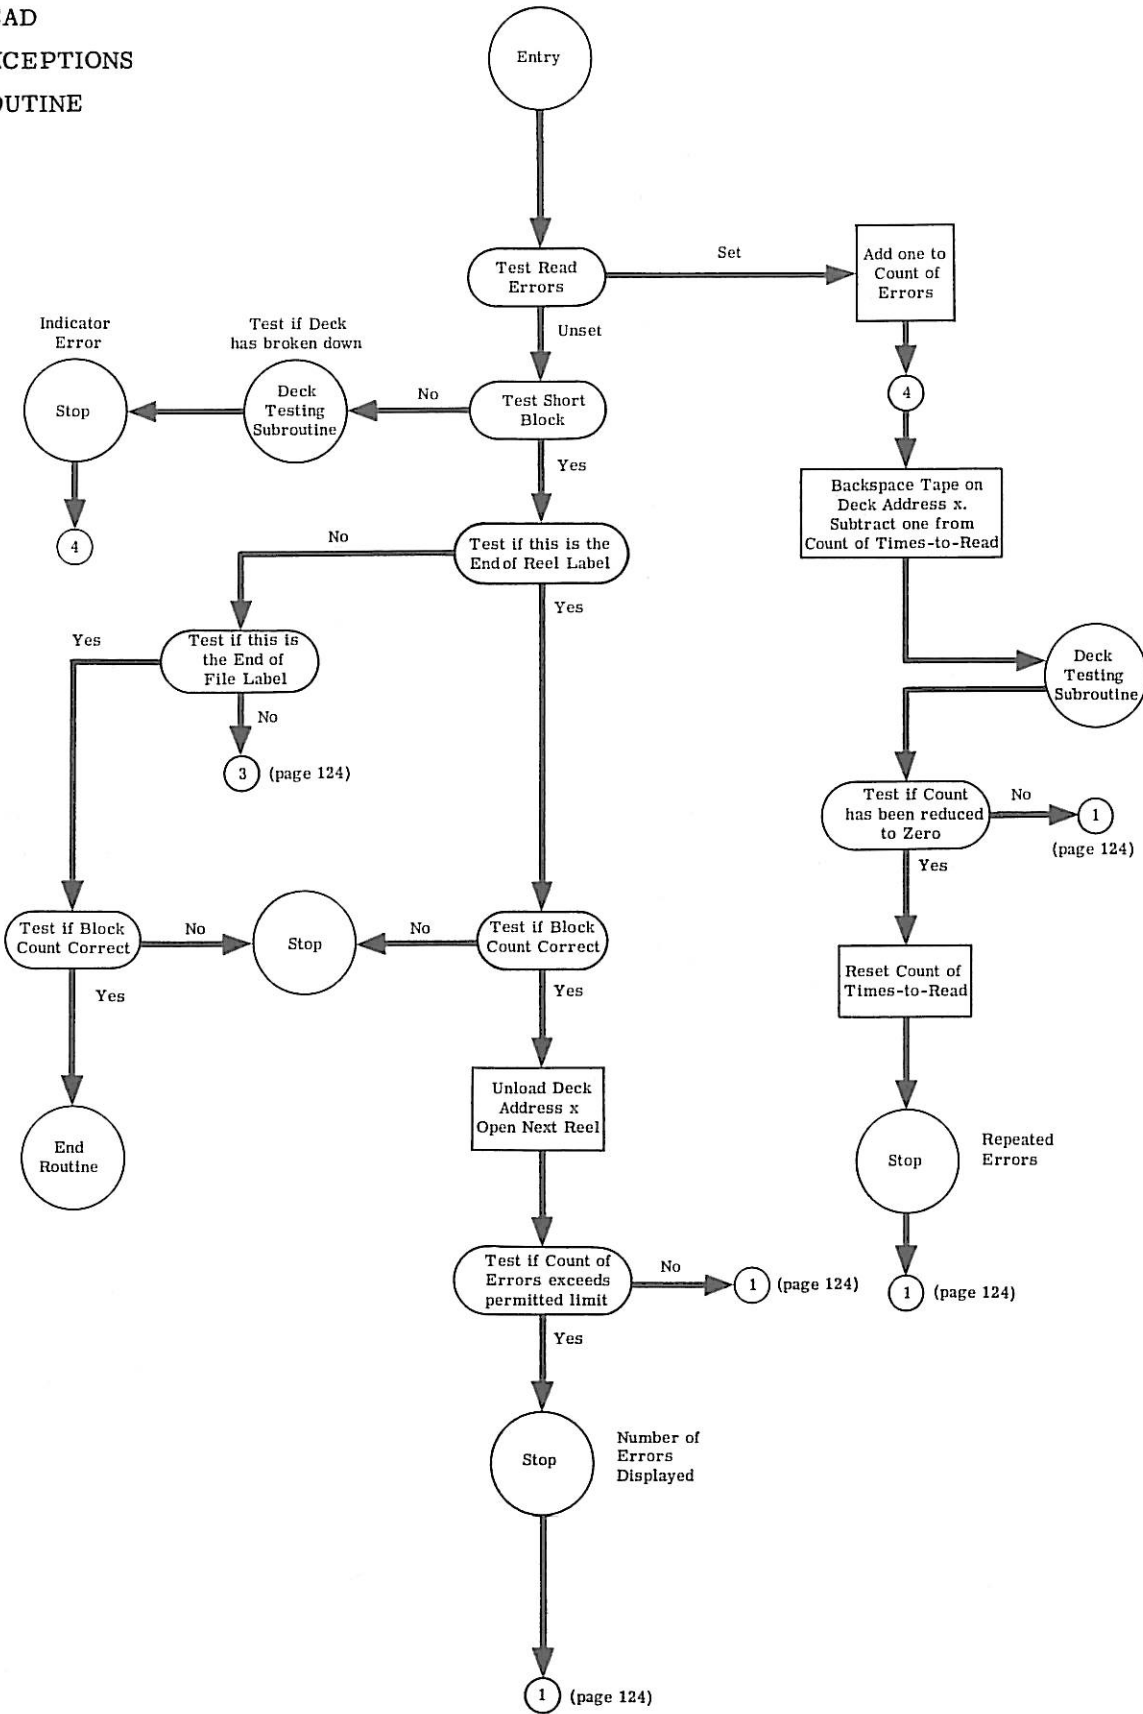 AD
CEPTIONS
OUTINE
Entry
Test Read
Errors
Set
Add one to
Count of
Errors
Unset
Indicator
Error
Test if Deck
has broken down
Stop
Deck
Testing
Subroutine
No
Test Short
Block
4
Yes
4
Backspace Tape on
Deck Address x.
Subtract one from
Count of Times-to-Read
No
Test if this is the
End of Reel Label
Yes
Yes
Test if this is
the End of
File Label
No
3 (page 124)
Deck
Testing
Subroutine
Test if Count
has been reduced
to Zero
No
1
(page 124)
Yes
Test if Block
Count Correct
No
Stop
No
Test if Block
Count Correct
Yes
Yes
Reset Count of
Times-to-Read
Unload Deck
Address x
Open Next Reel
End
Routine
Stop
Repeated
Errors
Test if Count of
Errors exceeds
permitted limit
No
1 (page 124)
1 (page 124)
Yes
Stop
Number of
Errors
Displayed
1 (page 124)